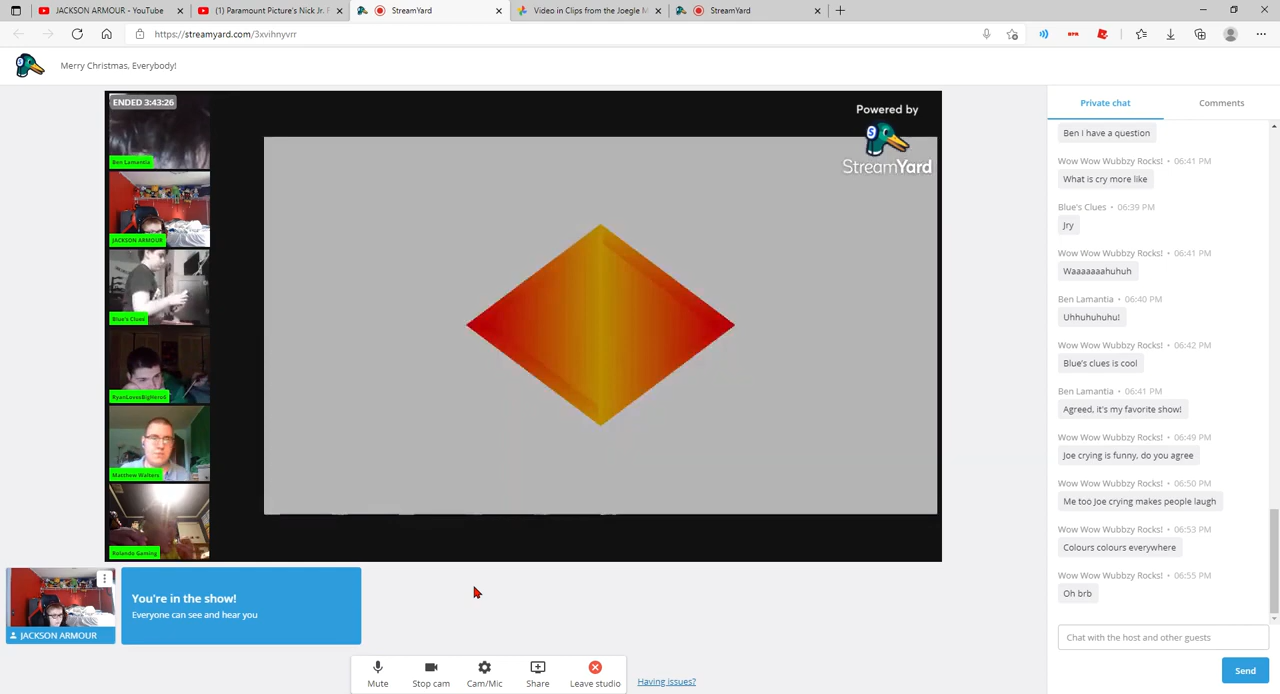 JACKSON ARMOUR - YouTube
(1) Paramount Picture's Nick Jr. F
StreamYard
Video in Clips from the Joegle M
StreamYard
https://streamyard.com/3xvihnyvrr
Merry Christmas, Everybody!
ENDED 3:43:26
Ben Lamantia
JACKSON ARMOUR
Blue's Clues
RyanLovesBigHero6
Matthew Walters
Rolando Gaming
Powered by
StreamYard
Private chat
Comments
Ben I have a question
Wow Wow Wubbzy Rocks! • 06:41 PM
What is cry more like
Blue's Clues • 06:39 PM
Jry
Wow Wow Wubbzy Rocks! • 06:41 PM
Waaaaaaahuhuh
Ben Lamantia • 06:40 PM
Uhhuhuhuhu!
Wow Wow Wubbzy Rocks! • 06:42 PM
Blue's clues is cool
Ben Lamantia • 06:41 PM
Agreed, it's my favorite show!
Wow Wow Wubbzy Rocks! • 06:49 PM
Joe crying is funny, do you agree
Wow Wow Wubbzy Rocks! • 06:50 PM
Me too Joe crying makes people laugh
Wow Wow Wubbzy Rocks! • 06:53 PM
Colours colours everywhere
Wow Wow Wubbzy Rocks! • 06:55 PM
Oh brb
Chat with the host and other guests
Send
JACKSON ARMOUR
You're in the show!
Everyone can see and hear you
Mute
Stop cam
Cam/Mic
Share
Leave studio
Having issues?